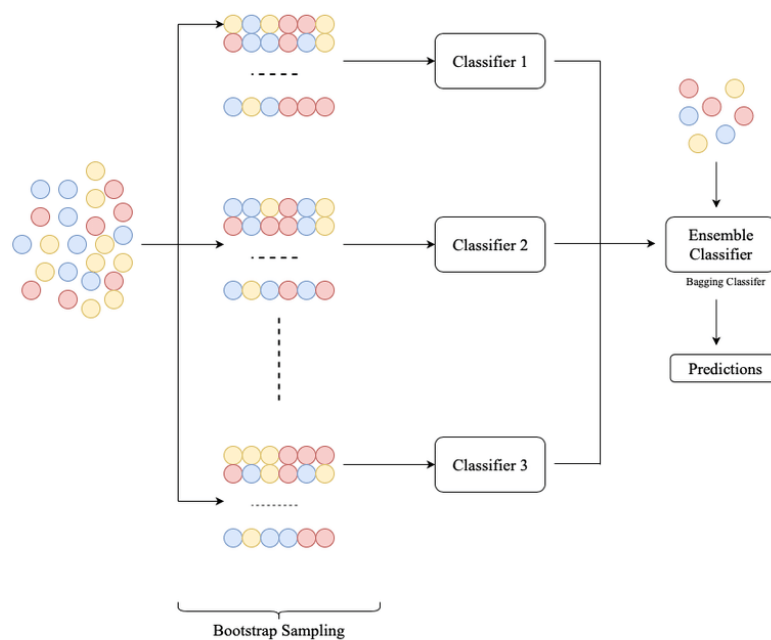 Classifier 1
Classifier 2
Ensemble
Classifier
Bagging Classifer
Predictions
Classifier 3
Bootstrap Sampling